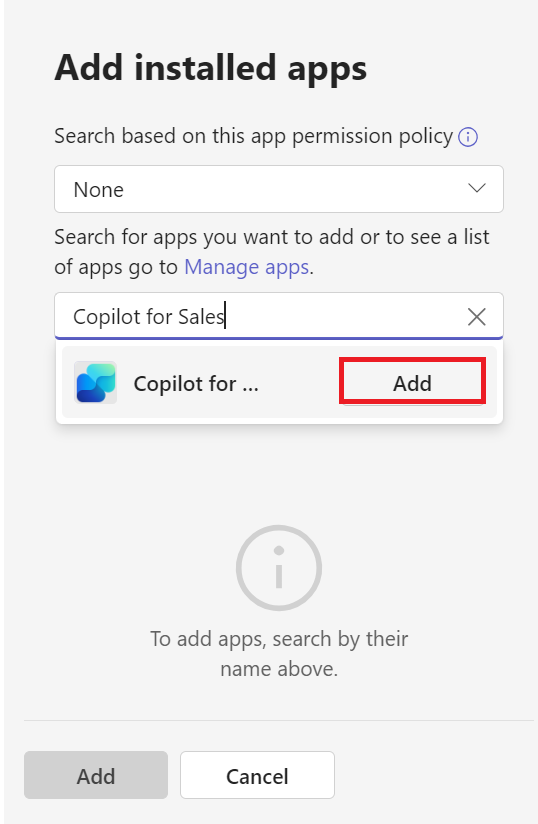 Add installed apps
Search based on this app permission policy
None
Search for apps you want to add or to see a list
of apps go to Manage apps.
Copilot for Sales
Copilot for ...
Add
To add apps, search by their
name above.
Add
Cancel